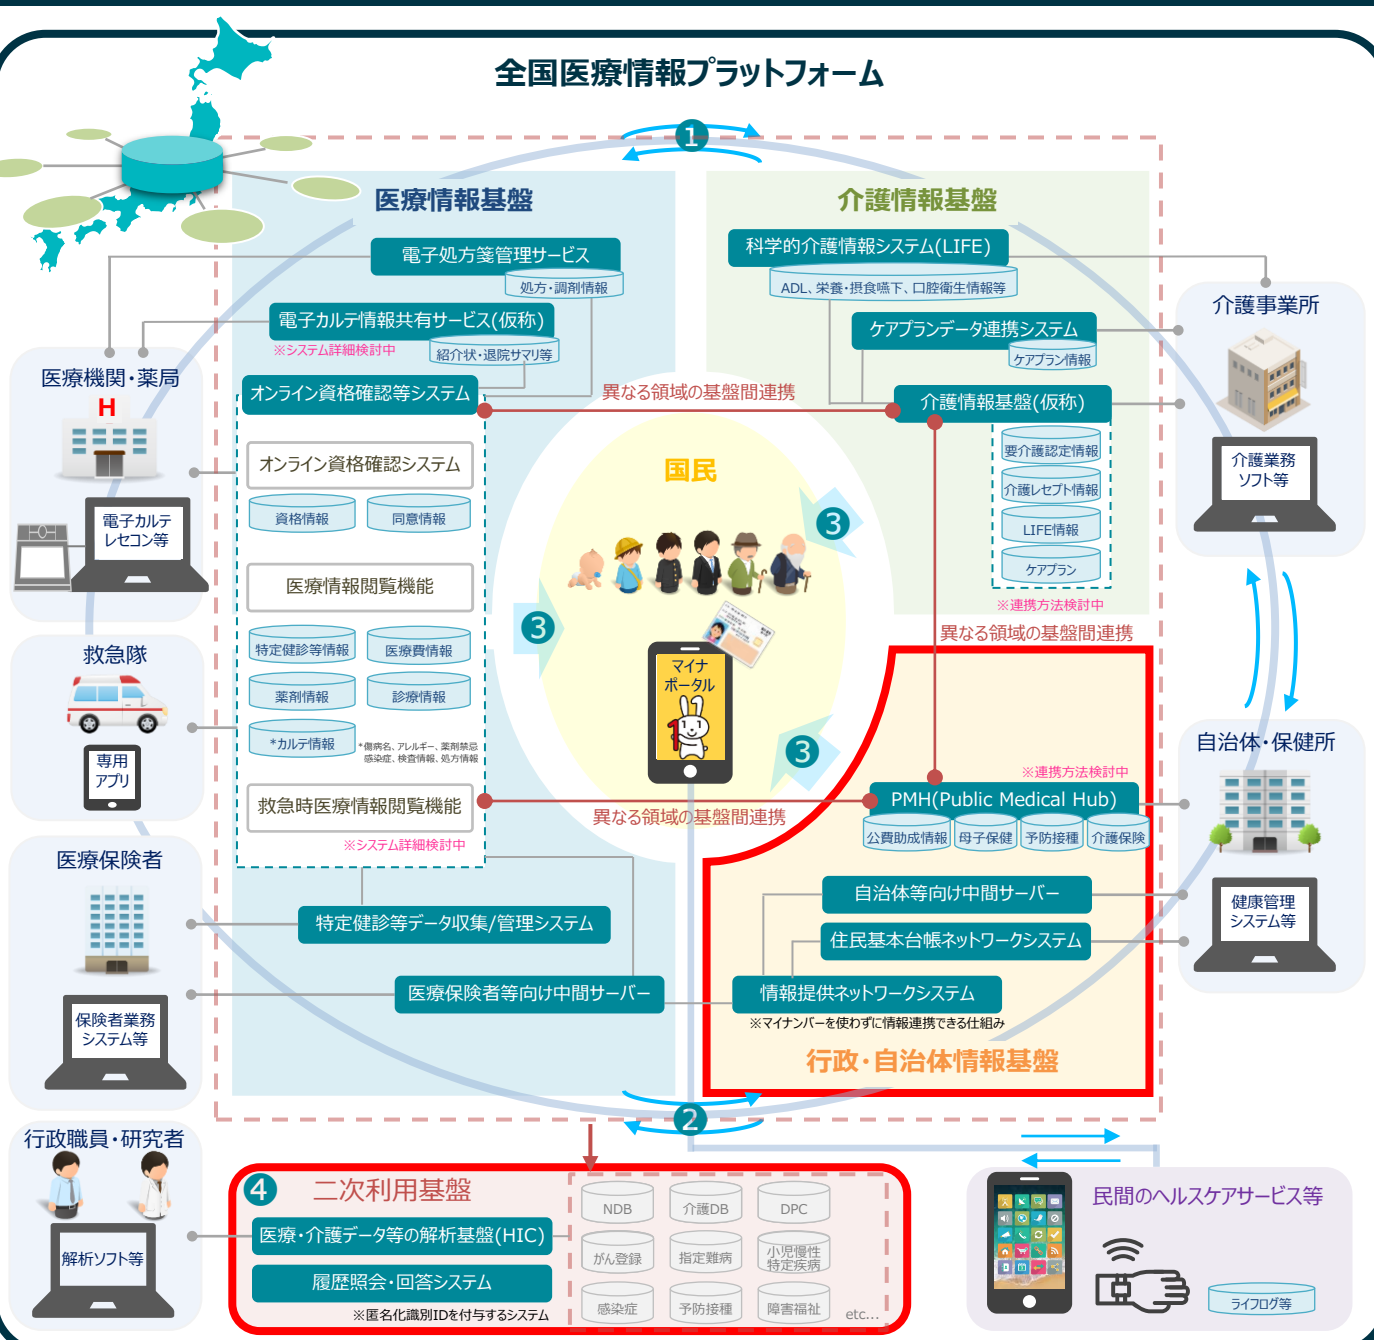 全国医療情報プラットフォーム
1
医療情報基盤
電子処方箋管理サービス
処方・調剤情報
電子カルテ情報共有サービス(仮称)
※システム詳細検討中
紹介状・退院サマリ等
オンライン資格確認等システム
オンライン資格確認システム
資格情報
同意情報
医療情報閲覧機能
特定健診等情報
医療費情報
薬剤情報
診療情報
*カルテ情報
*傷病名、アレルギー、薬剤禁忌
感染症、検査情報、処方情報
救急時医療情報閲覧機能
※システム詳細検討中
特定健診等データ収集/管理システム
医療保険者等向け中間サーバー
介護情報基盤
科学的介護情報システム(LIFE)
ADL、栄養・摂食嚥下、口腔衛生情報等
ケアプランデータ連携システム
ケアプラン情報
介護情報基盤(仮称)
要介護認定情報
介護レセプト情報
LIFE情報
ケアプラン
※連携方法検討中
異なる領域の基盤間連携
異なる領域の基盤間連携
異なる領域の基盤間連携
国民
3
3
3
マイナ
ポータル
1
※連携方法検討中
PMH(Public Medical Hub)
公費助成情報
母子保健
予防接種
介護保険
自治体等向け中間サーバー
住民基本台帳ネットワークシステム
情報提供ネットワークシステム
※マイナンバーを使わずに情報連携できる仕組み
行政・自治体情報基盤
2
医療機関・薬局
H
電子カルテ
レセコン等
救急隊
専用
アプリ
医療保険者
保険者業務
システム等
行政職員・研究者
解析ソフト等
介護事業所
介護業務
ソフト等
自治体・保健所
健康管理
システム等
4
二次利用基盤
医療・介護データ等の解析基盤(HIC)
履歴照会・回答システム
※匿名化識別IDを付与するシステム
NDB
介護DB
DPC
がん登録
指定難病
小児慢性
特定疾病
感染症
予防接種
障害福祉
etc...
民間のヘルスケアサービス等
ライフログ等